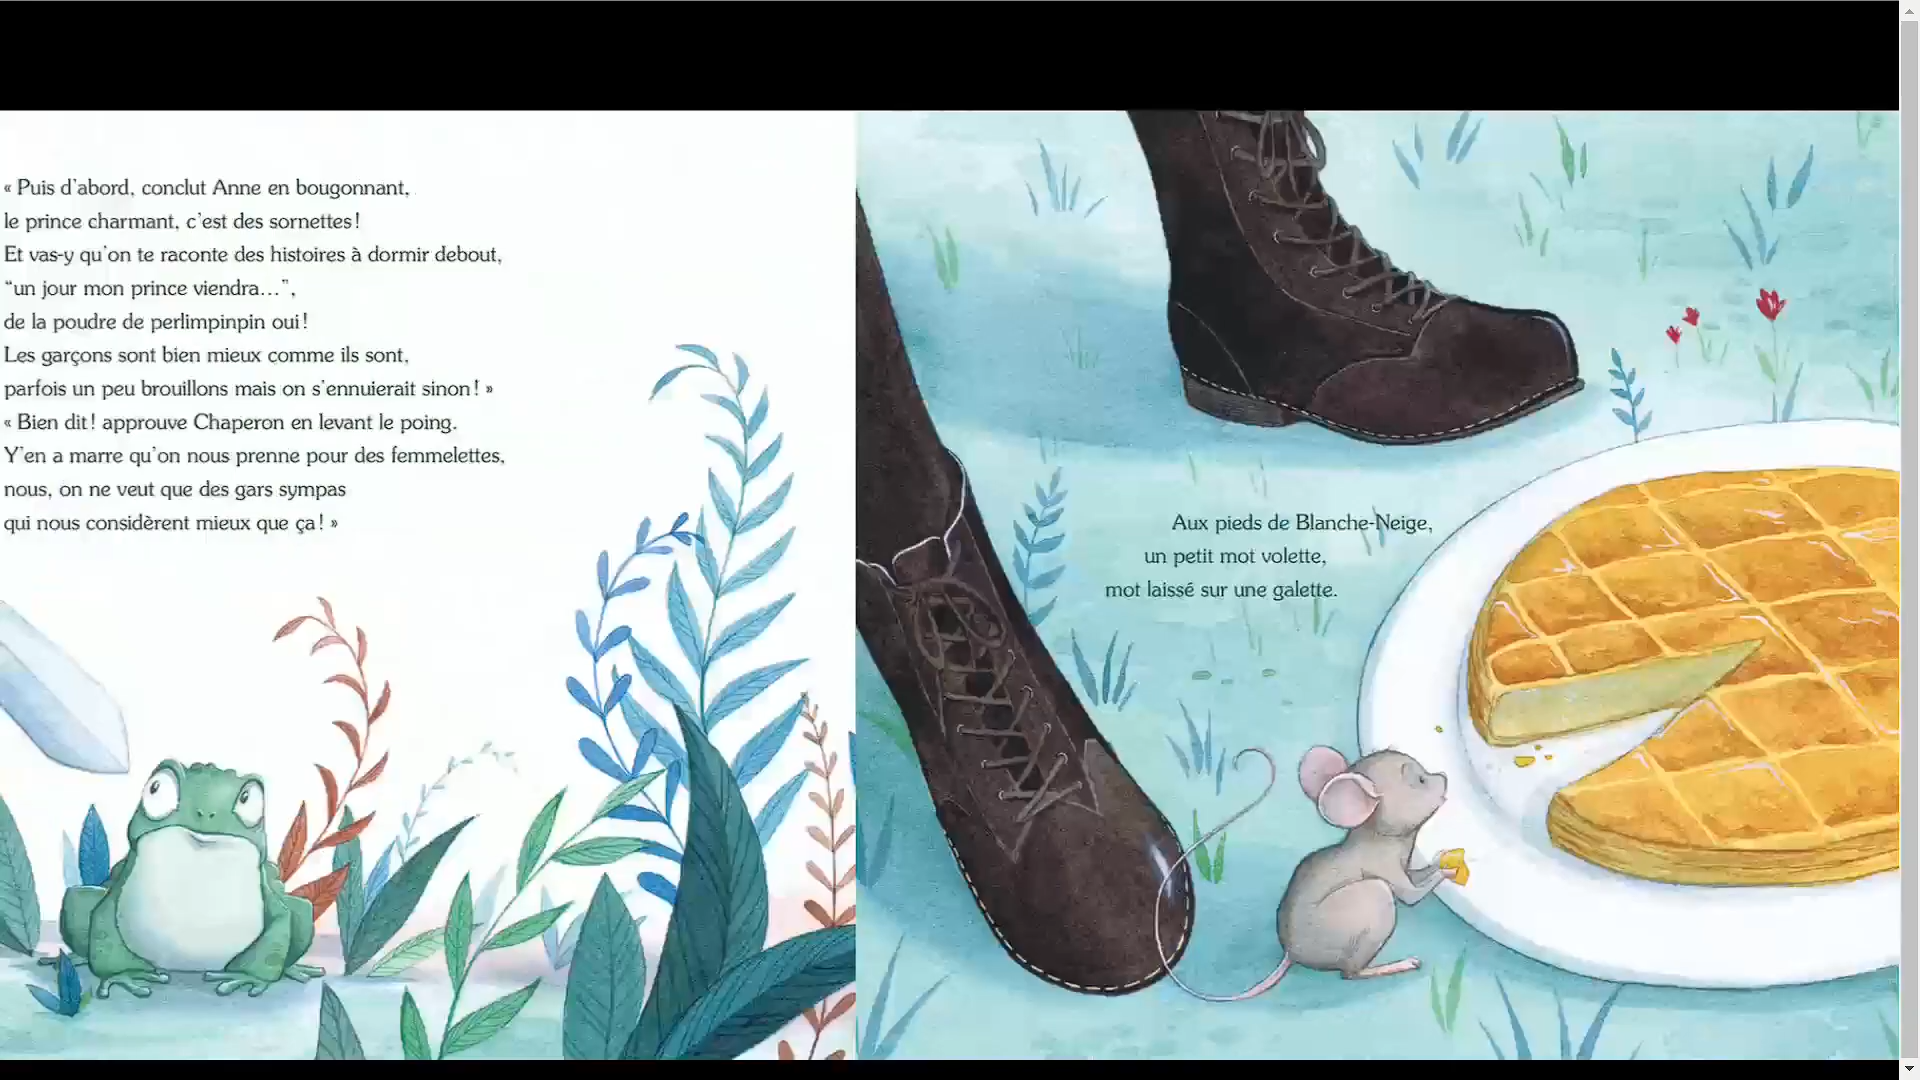 « Puis d’abord, conclut Anne en bougonnant,
le prince charmant, c’est des sornettes !
Et vas-y qu’on te raconte des histoires à dormir debout,
“un jour mon prince viendra…”,
de la poudre de perlimpinpin oui !
Les garçons sont bien mieux comme ils sont,
parfois un peu brouillons mais on s’ennuierait sinon ! »
« Bien dit ! approuve Chaperon en levant le poing.
Y’en a marre qu’on nous prenne pour des femmelettes,
nous, on ne veut que des gars sympas
qui nous considèrent mieux que ça ! »
Aux pieds de Blanche-Neige,
un petit mot volette,
mot laissé sur une galette.